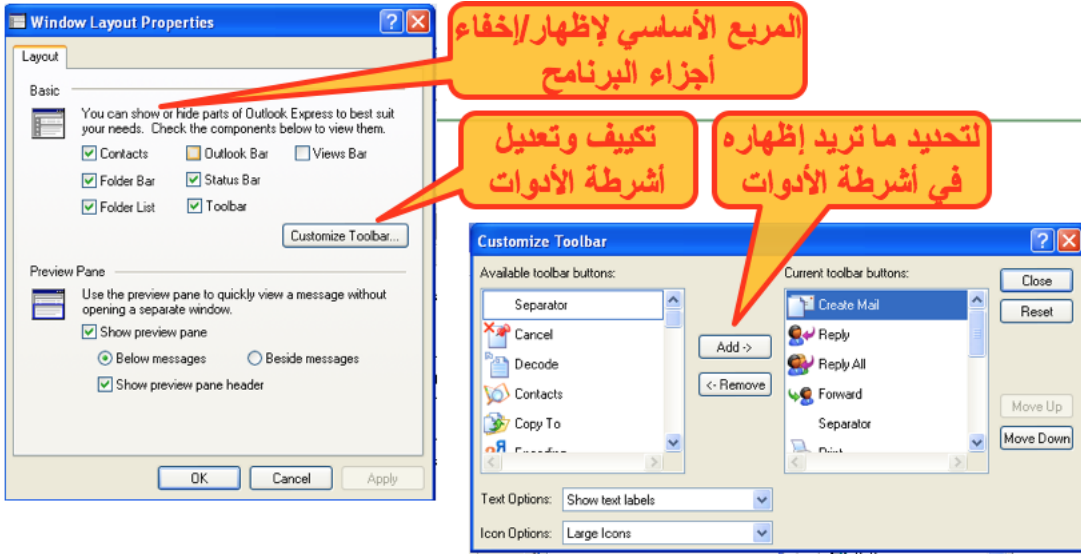 Window Layout Properties
المربع الأساسي لإظهار/إخفاء
أجزاء البرنامج
Layout
Basic
You can show or hide parts of Outlook Express to best suit
your needs. Check the components below to view them.
Contacts
Outlook Bar
Views Bar
Folder Bar
Status Bar
Folder List
Toolbar
Customize Toolbar...
تكييف وتعديل
أشرطة الأدوات
لتحديد ما تريد إظهاره
في أشرطة الأدوات
Preview Pane
Use the preview pane to quickly view a message without
opening a separate window.
Show preview pane
Below messages
Beside messages
Show preview pane header
OK
Cancel
Apply
Customize Toolbar
Available toolbar buttons:
Separator
Cancel
Decode
Contacts
Copy To
Encoding
Add ->
<- Remove
Current toolbar buttons:
Create Mail
Reply
Reply All
Forward
Separator
Print
Close
Reset
Move Up
Move Down
Text Options:
Show text labels
Icon Options:
Large Icons